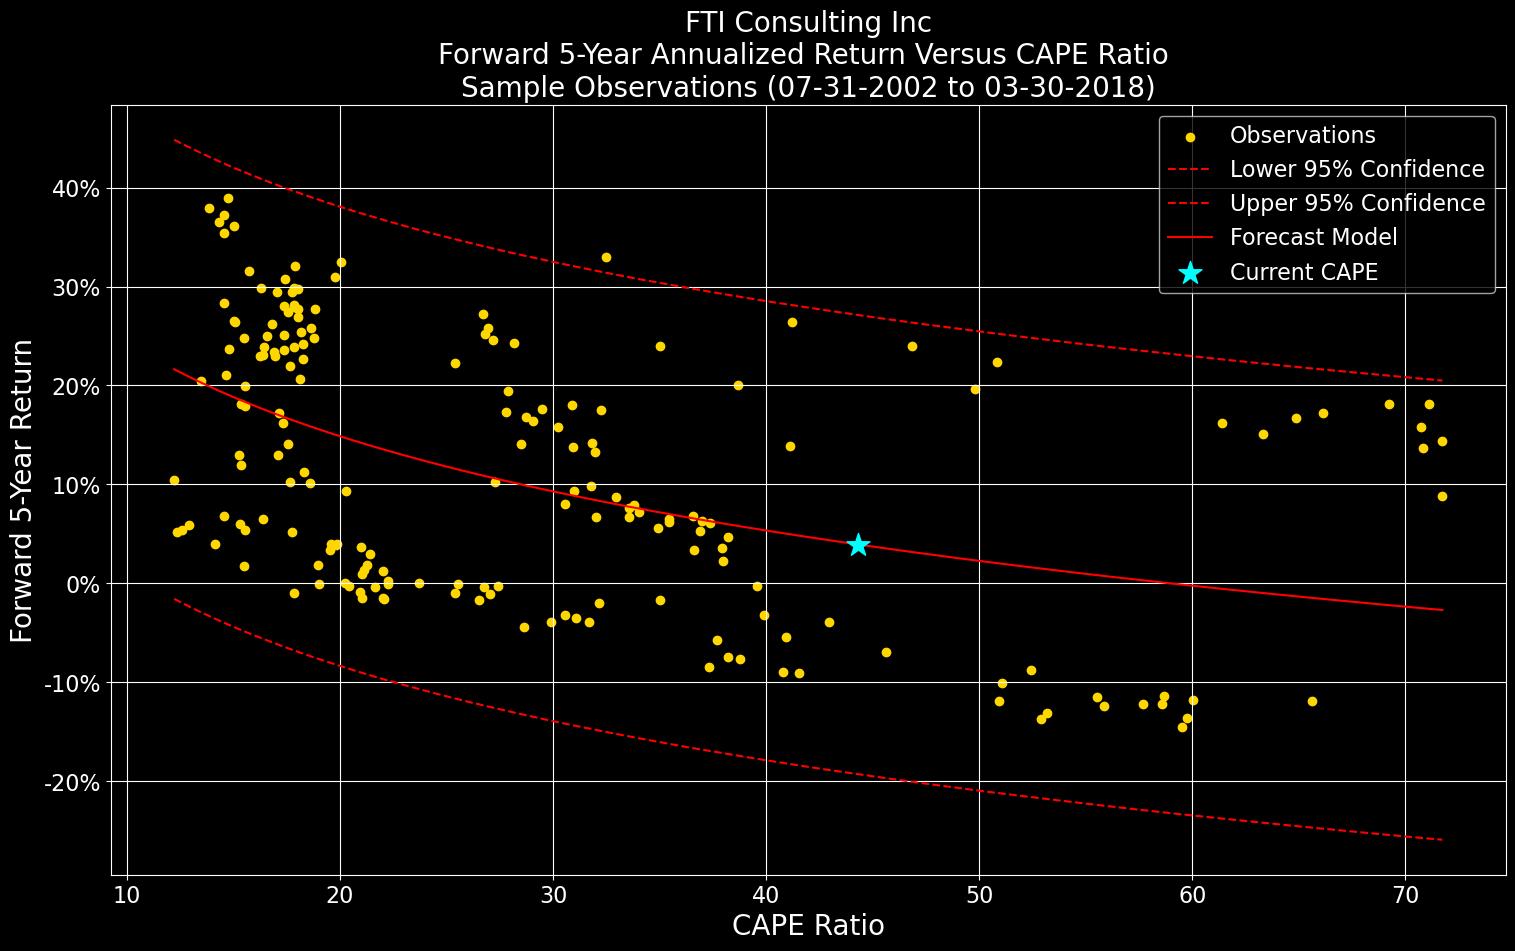 FTI Consulting Inc
Forward 5-Year Annualized Return Versus CAPE Ratio
Sample Observations (07-31-2002 to 03-30-2018)
Observations
Lower 95% Confidence
Upper 95% Confidence
Forecast Model
Current CAPE
Forward 5-Year Return
40%
30%
20%
10%
0%
-10%
-20%
10 20 30 40 50 60 70
CAPE Ratio